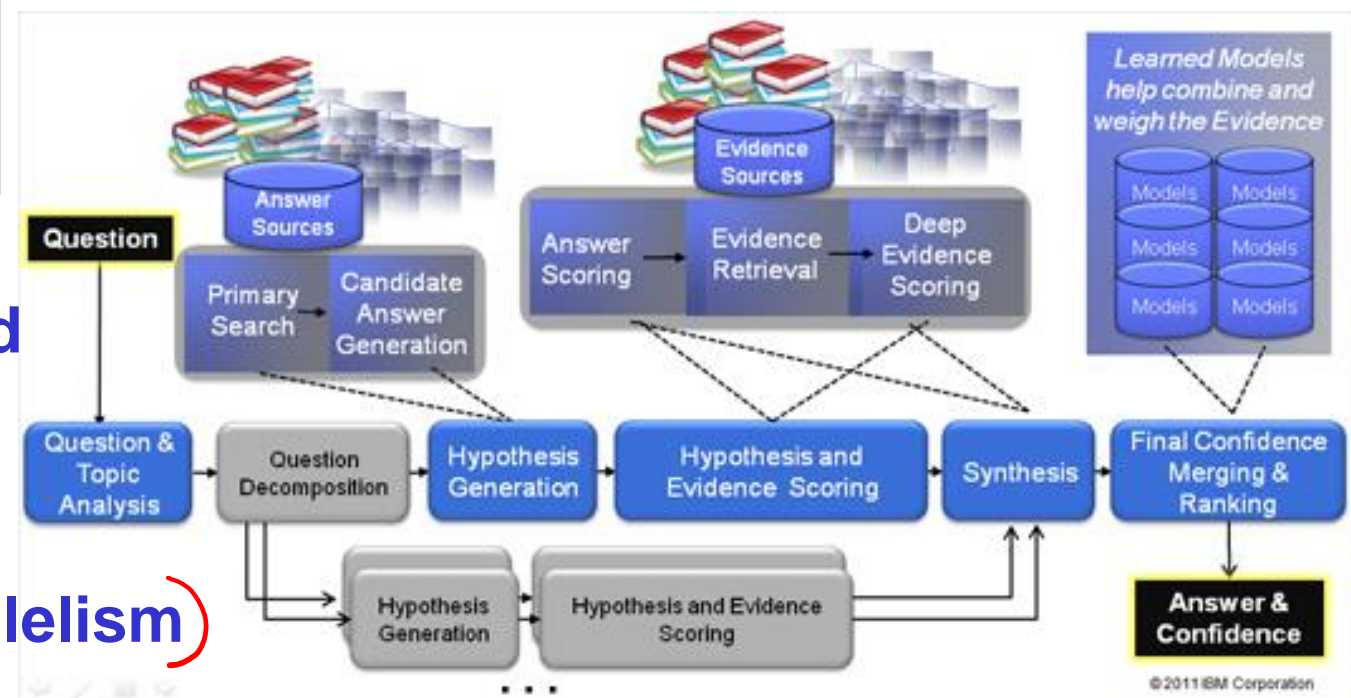 Learned Models
help combine and
weigh the Evidence
Models Models
Models Models
Models Models
Evidence
Sources
Answer
Sources
Answer
Scoring
Evidence
Retrieval
Deep
Evidence
Scoring
Question
Primary
Search
Candidate
Answer
Generation
d
Question &
Topic
Analysis
Question
Decomposition
Hypothesis
Generation
Hypothesis and
Evidence Scoring
Synthesis
Final Confidence
Merging &
Ranking
lelism)
Hypothesis
Generation
Hypothesis and Evidence
Scoring
. . .
Answer &
Confidence
©2011 IBM Corporation